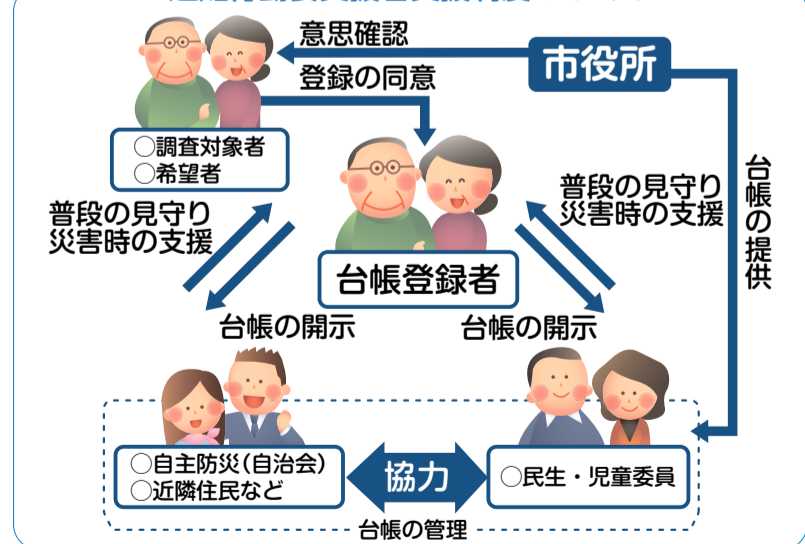 意思確認
市役所
登録の同意
○調査対象者
○希望者
普段の見守り
災害時の支援
普段の見守り
災害時の支援
台帳の提供
台帳登録者
台帳の開示
台帳の開示
○自主防災(自治会)
○近隣住民など
協力
○民生・児童委員
台帳の管理